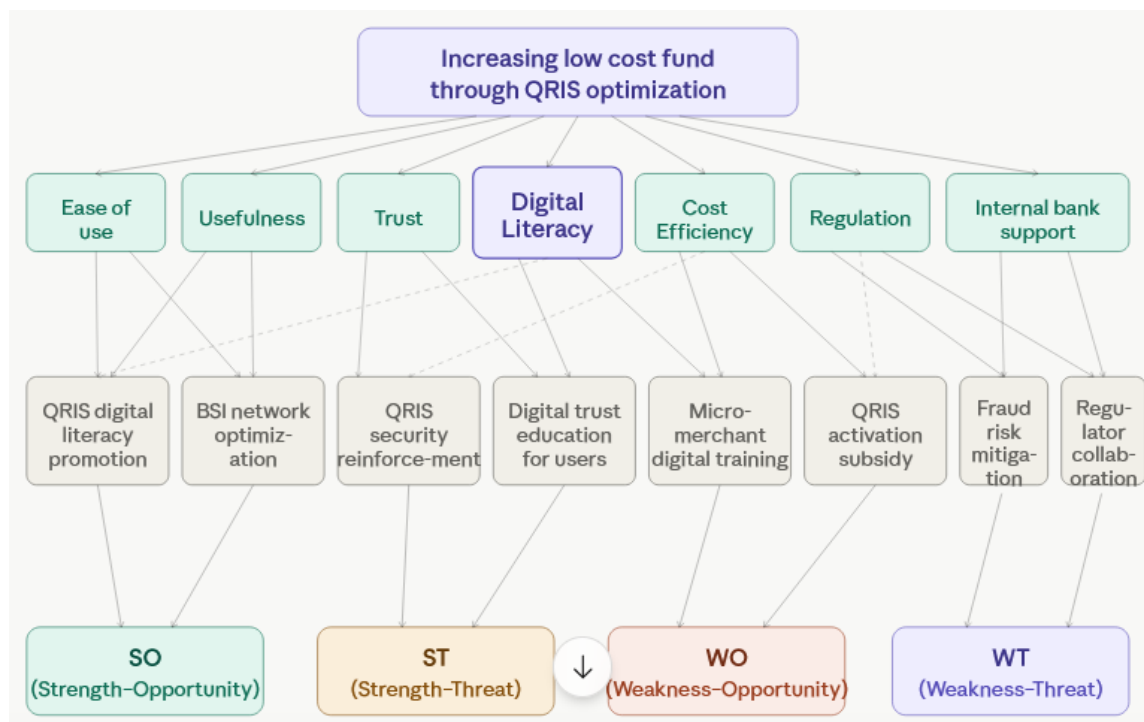 Increasing low cost fund
through QRIS optimization
Ease of
use
Usefulness
Trust
Digital
Literacy
Cost
Efficiency
Regulation
Internal bank
support
QRIS digital
literacy
promotion
BSI network
optimiz-
ation
QRIS
security
reinforce-ment
Digital trust
education
for users
Micro-
merchant
digital training
QRIS
activation
subsidy
Fraud
risk
mitiga-
tion
Regu-
lator
collab-
oration
SO
(Strength–Opportunity)
ST
(Strength–Threat)
WO
(Weakness–Opportunity)
WT
(Weakness–Threat)